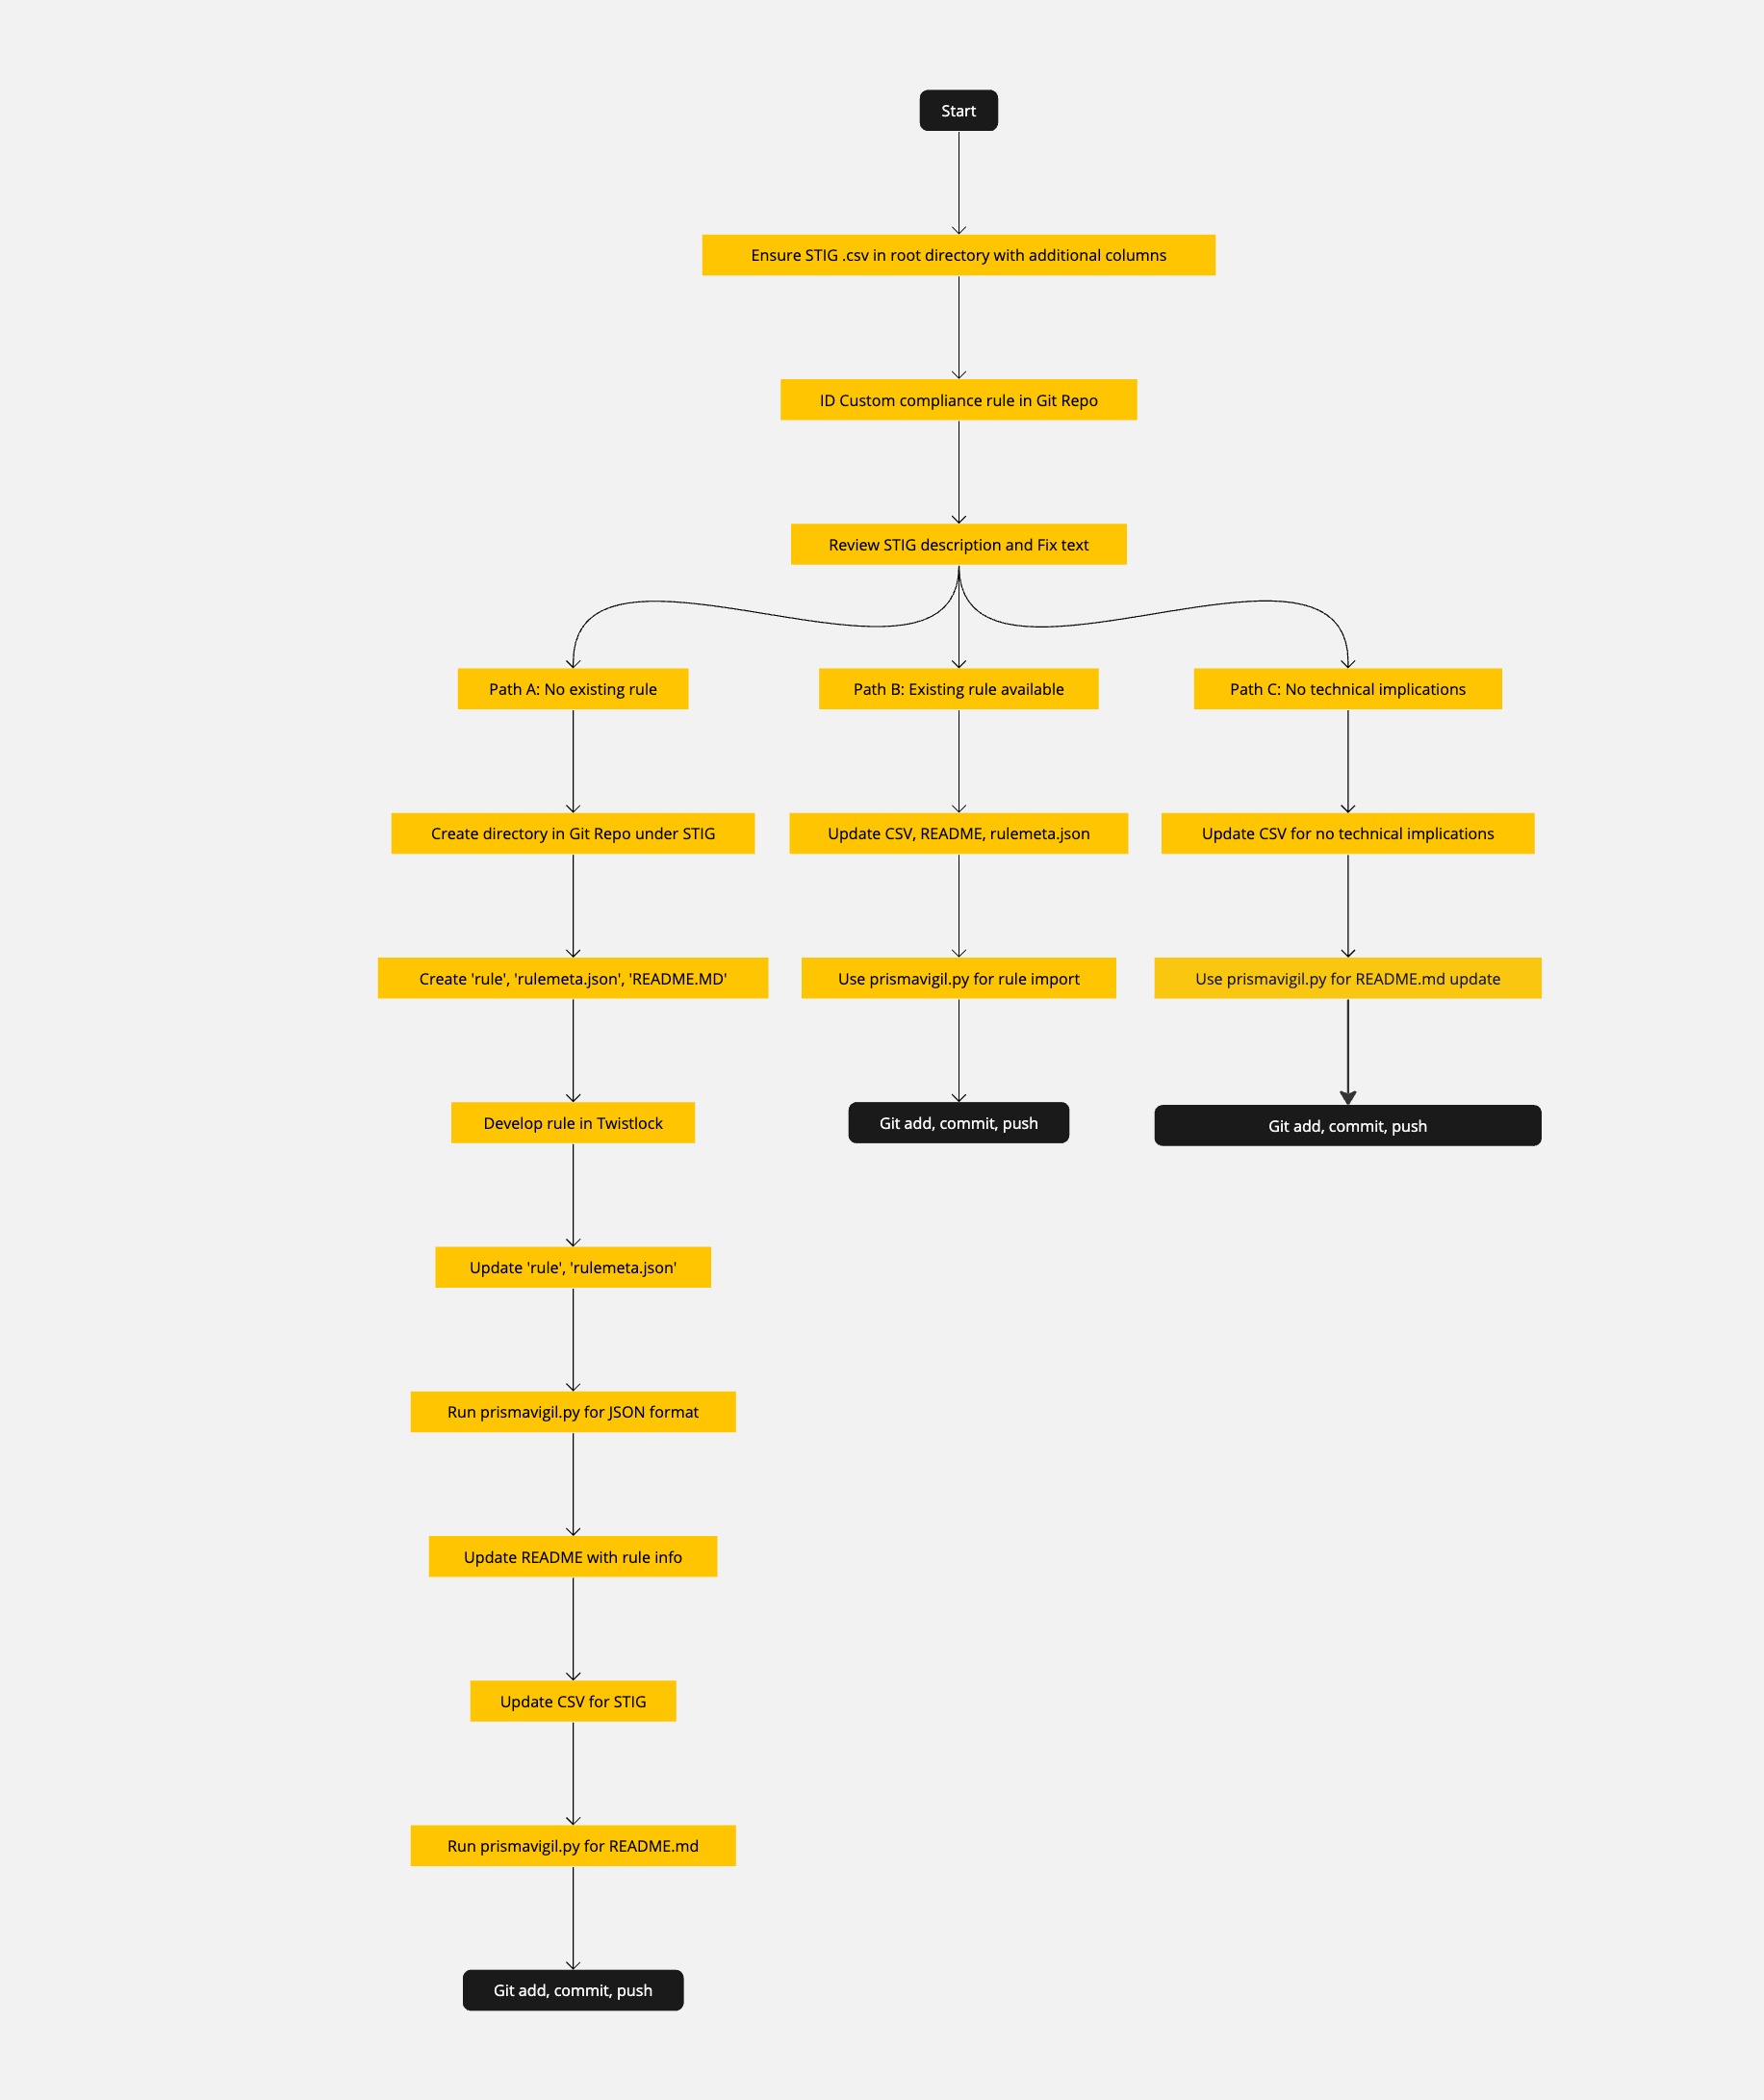 Start
Ensure STIG .csv in root directory with additional columns
ID Custom compliance rule in Git Repo
Review STIG description and Fix text
Path A: No existing rule
Path B: Existing rule available
Path C: No technical implications
Create directory in Git Repo under STIG
Update CSV, README, rulemeta.json
Update CSV for no technical implications
Create 'rule', 'rulemeta.json', 'README.MD'
Use prismavigil.py for rule import
Use prismavigil.py for README.md update
Develop rule in Twistlock
Git add, commit, push
Git add, commit, push
Update 'rule', 'rulemeta.json'
Run prismavigil.py for JSON format
Update README with rule info
Update CSV for STIG
Run prismavigil.py for README.md
Git add, commit, push